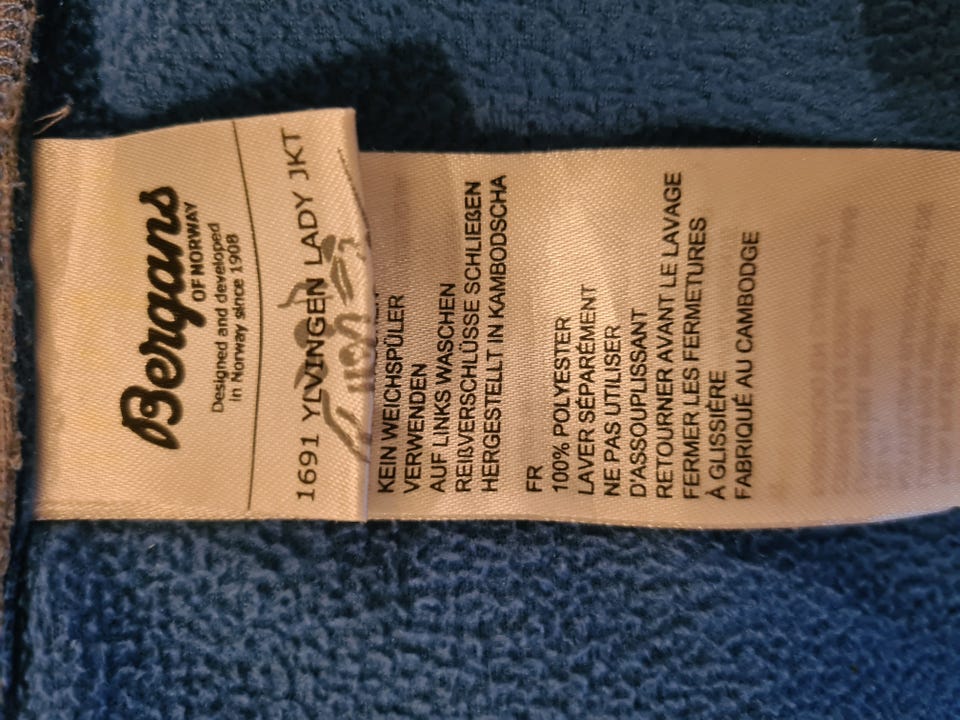 Bergans
OF NORWAY
Designed and developed
in Norway since 1908
1691 YLVINGEN LADY JKT
KEIN WEICHSPÜLER
VERWENDEN
AUF LINKS WASCHEN
REIßVERSCHLÜSSE SCHLIEßEN
HERGESTELLT IN KAMBODSCHA
FR
100% POLYESTER
LAVER SÉPARÉMENT
NE PAS UTILISER
D'ASSOUPLISSANT
RETOURNER AVANT LE LAVAGE
FERMER LES FERMETURES
À GLISSIÈRE
FABRIQUÉ AU CAMBODGE